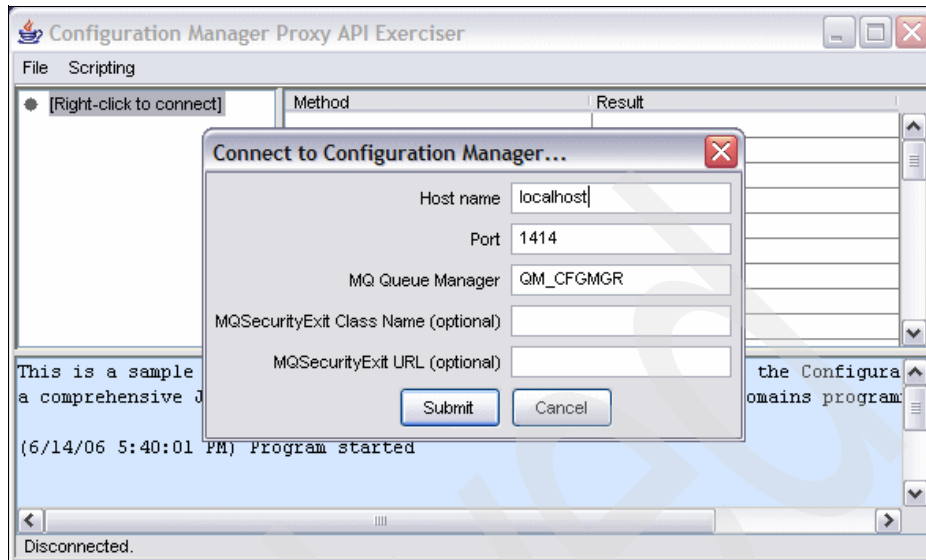 Configuration Manager Proxy API Exerciser
File Scripting
[Right-click to connect]
Method Result
Connect to Configuration Manager...
Host name localhost
Port 1414
MQ Queue Manager QM_CFGMGR
MQSecurityExit Class Name (optional)
MQSecurityExit URL (optional)
Submit Cancel
This is a sample the Configura
a comprehensive J omains program
(6/14/06 5:40:01 PM) Program started
Disconnected.